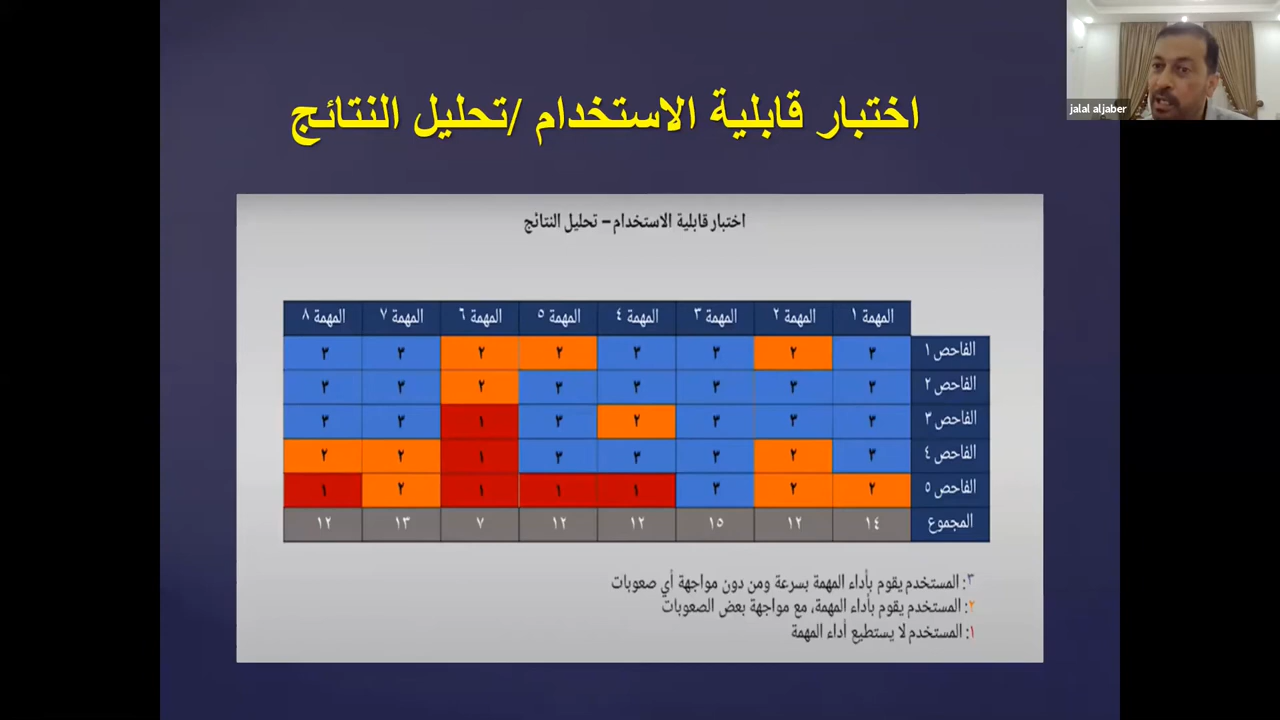 jalal aljaber
اختبار قابلية الاستخدام /تحليل النتائج
اختبار قابلية الاستخدام – تحليل النتائج
المهمة ١ المهمة ٢ المهمة ٣ المهمة ٤ المهمة ٥ المهمة ٦ المهمة ٧ المهمة ٨
الفاحص ١ ٣ ٢ ٣ ٣ ٢ ٢ ٣ ٣
الفاحص ٢ ٣ ٣ ٣ ٣ ٣ ٢ ٣ ٣
الفاحص ٣ ٣ ٣ ٣ ٢ ٣ ١ ٣ ٣
الفاحص ٤ ٣ ٢ ٣ ٣ ٣ ١ ٢ ٢
الفاحص ٥ ٢ ٢ ٣ ١ ١ ١ ٢ ١
المجموع ١٤ ١٢ ١٥ ١٢ ١٢ ٧ ١٣ ١٢
٣: المستخدم يقوم بأداء المهمة بسرعة ومن دون مواجهة أي صعوبات
٢: المستخدم يقوم بأداء المهمة، مع مواجهة بعض الصعوبات
١: المستخدم لا يستطيع أداء المهمة